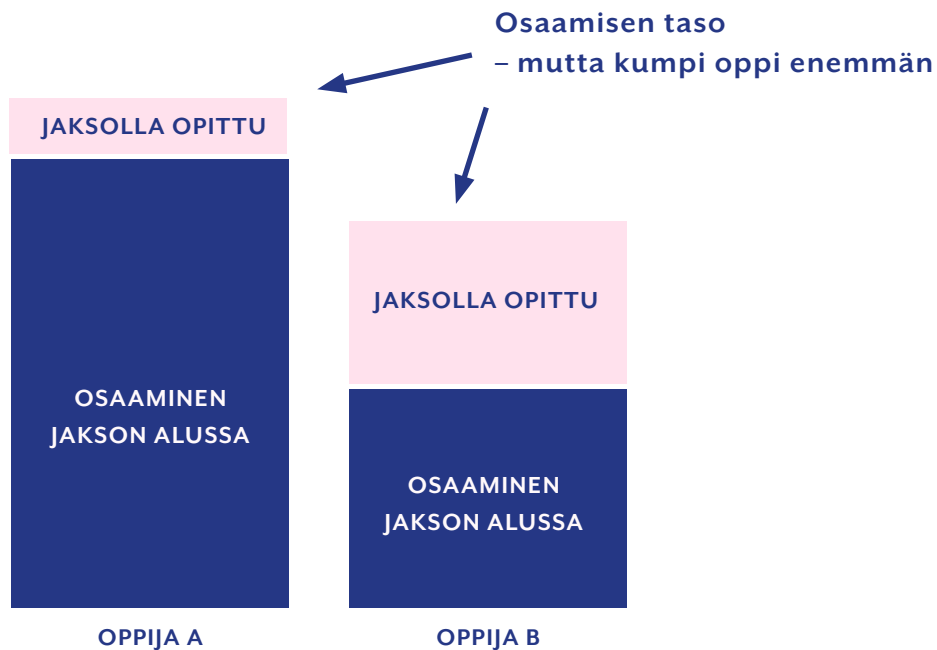 Osaamisen taso
– mutta kumpi oppi enemmän
JAKSOLLA OPITTU
JAKSOLLA OPITTU
OSAAMINEN
JAKSON ALUSSA
OSAAMINEN
JAKSON ALUSSA
OPPIJA A
OPPIJA B